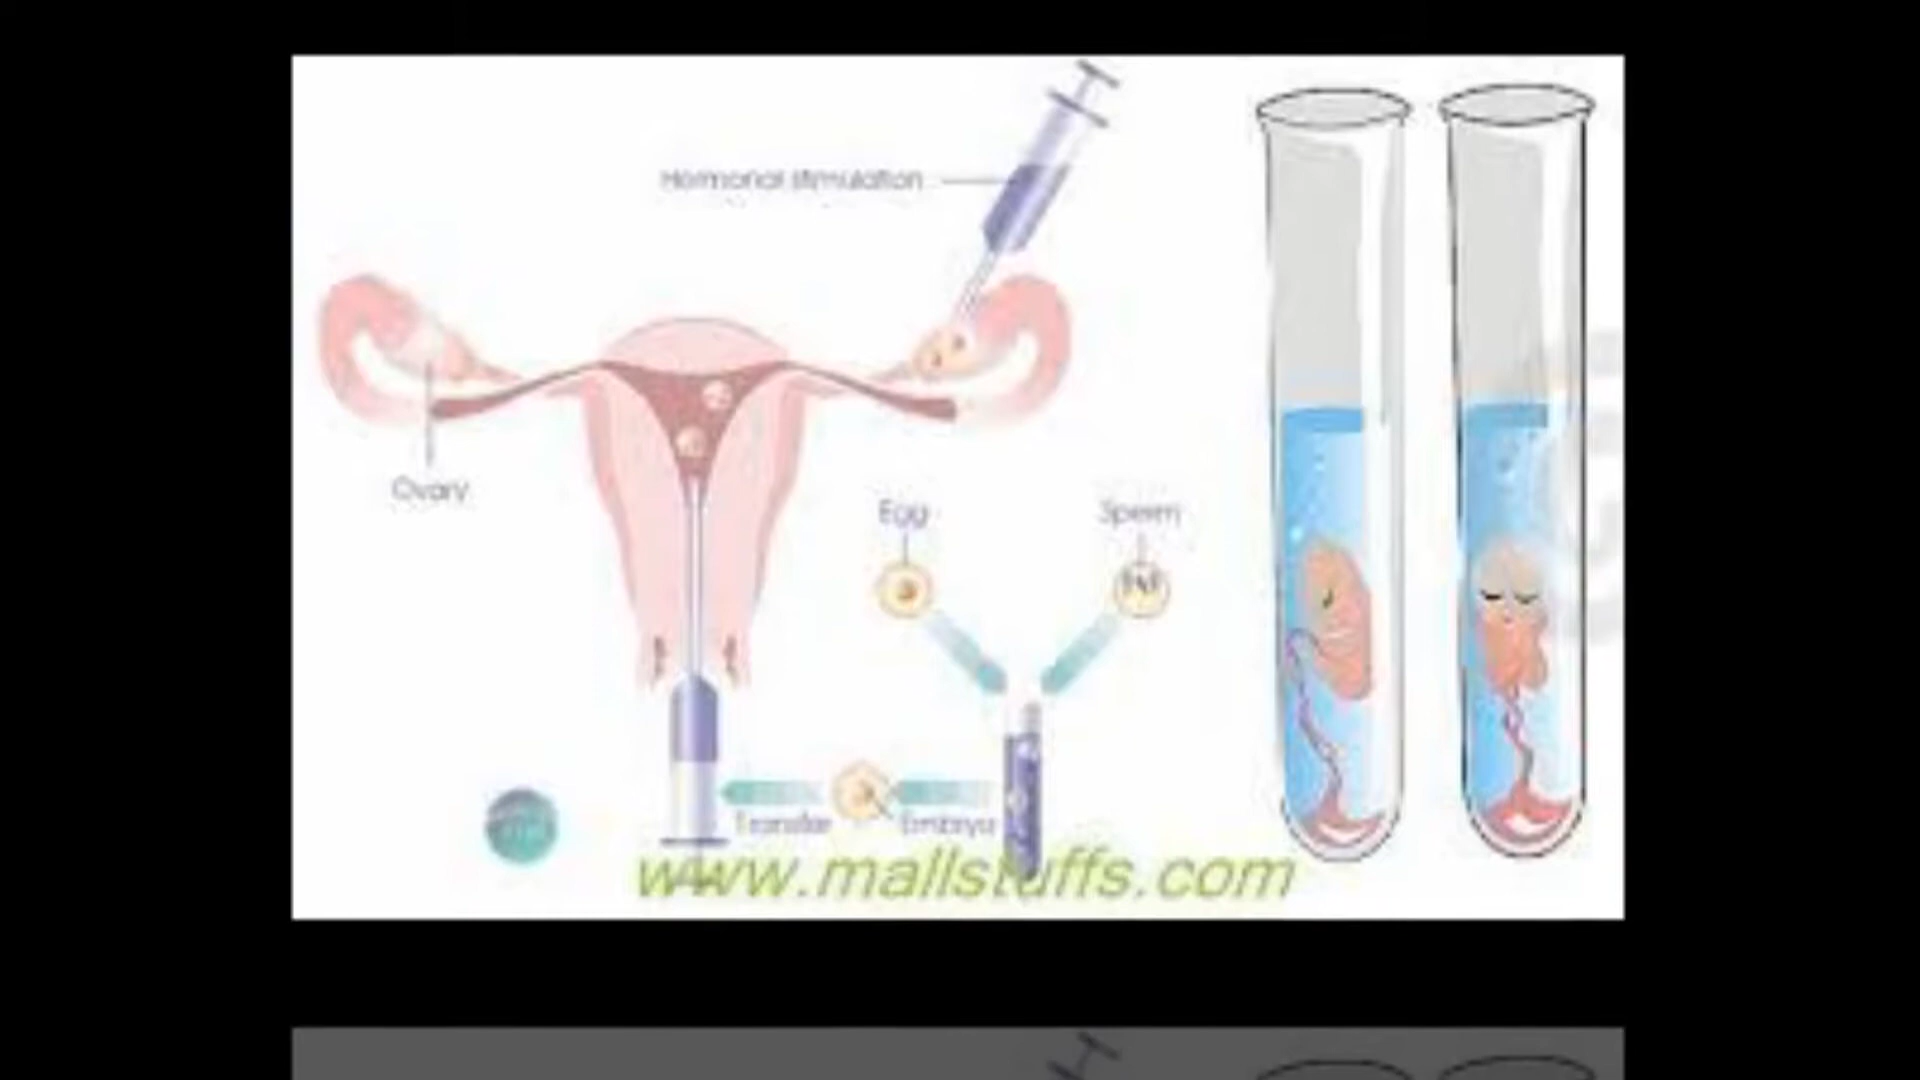 Hormonal stimulation
Ovary
Egg
Sperm
Transfer
Embryo
www.mallstuffs.com